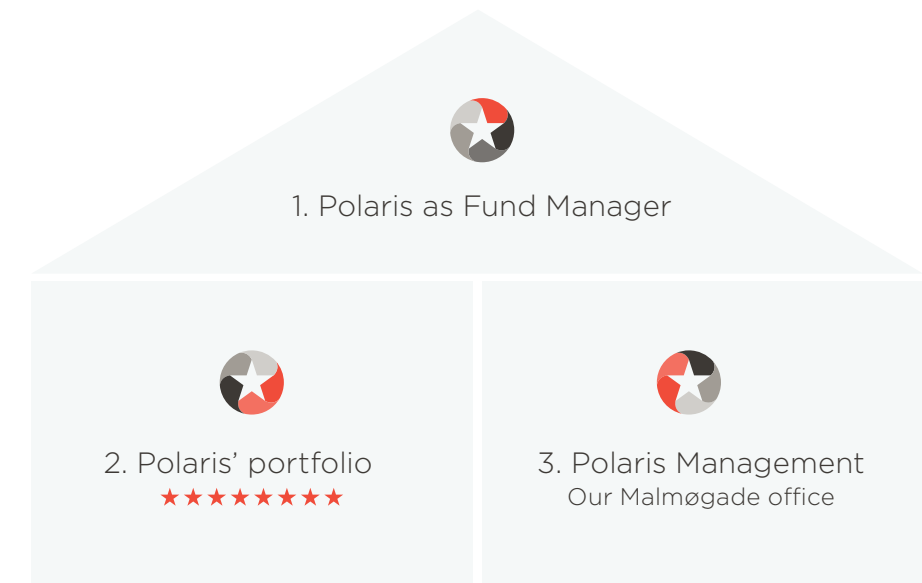 1. Polaris as Fund Manager
2. Polaris’ portfolio
3. Polaris Management
Our Malmøgade office